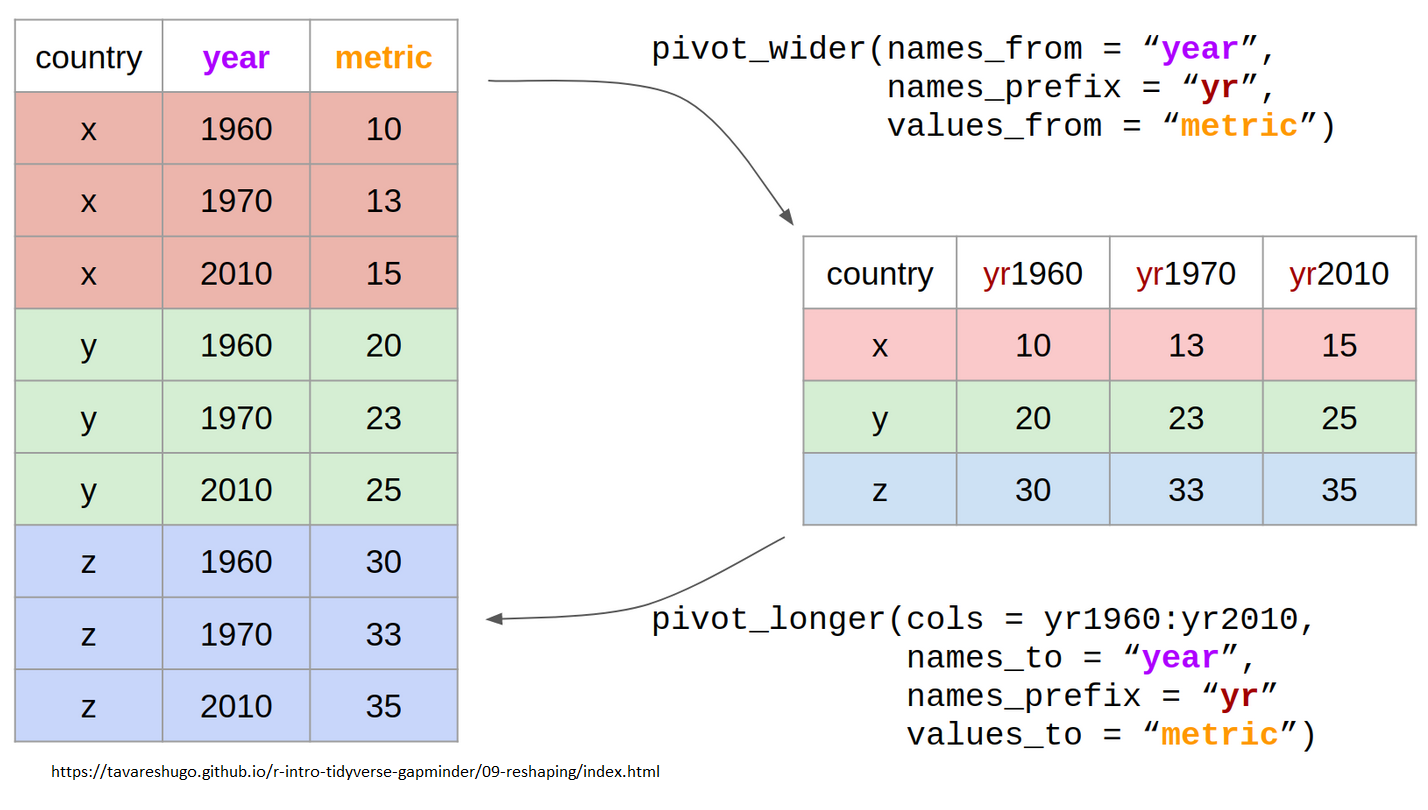 country year metric
x 1960 10
x 1970 13
x 2010 15
y 1960 20
y 1970 23
y 2010 25
z 1960 30
z 1970 33
z 2010 35
pivot_wider(names_from = “year”,
names_prefix = “yr”,
values_from = “metric”)
country yr1960 yr1970 yr2010
x 10 13 15
y 20 23 25
z 30 33 35
pivot_longer(cols = yr1960:yr2010,
names_to = “year”,
names_prefix = “yr”
values_to = “metric”)
https://tavareshugo.github.io/r-intro-tidyverse-gapminder/09-reshaping/index.html